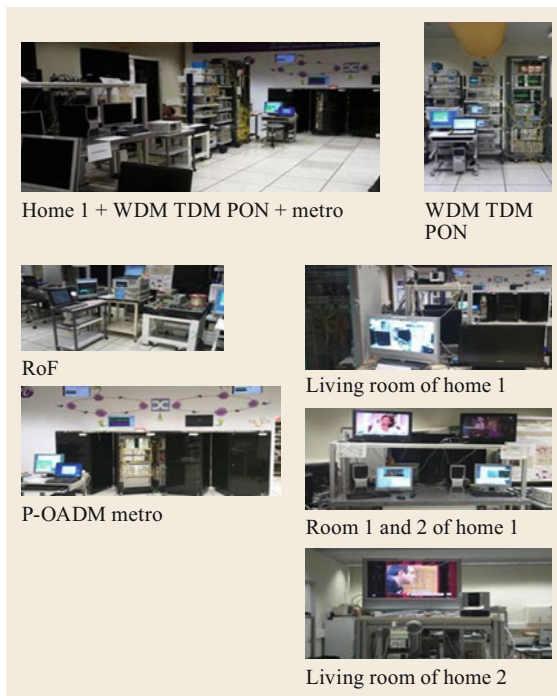 Home 1 + WDM TDM PON + metro
WDM TDM
PON
RoF
Living room of home 1
P-OADM metro
Room 1 and 2 of home 1
Living room of home 2